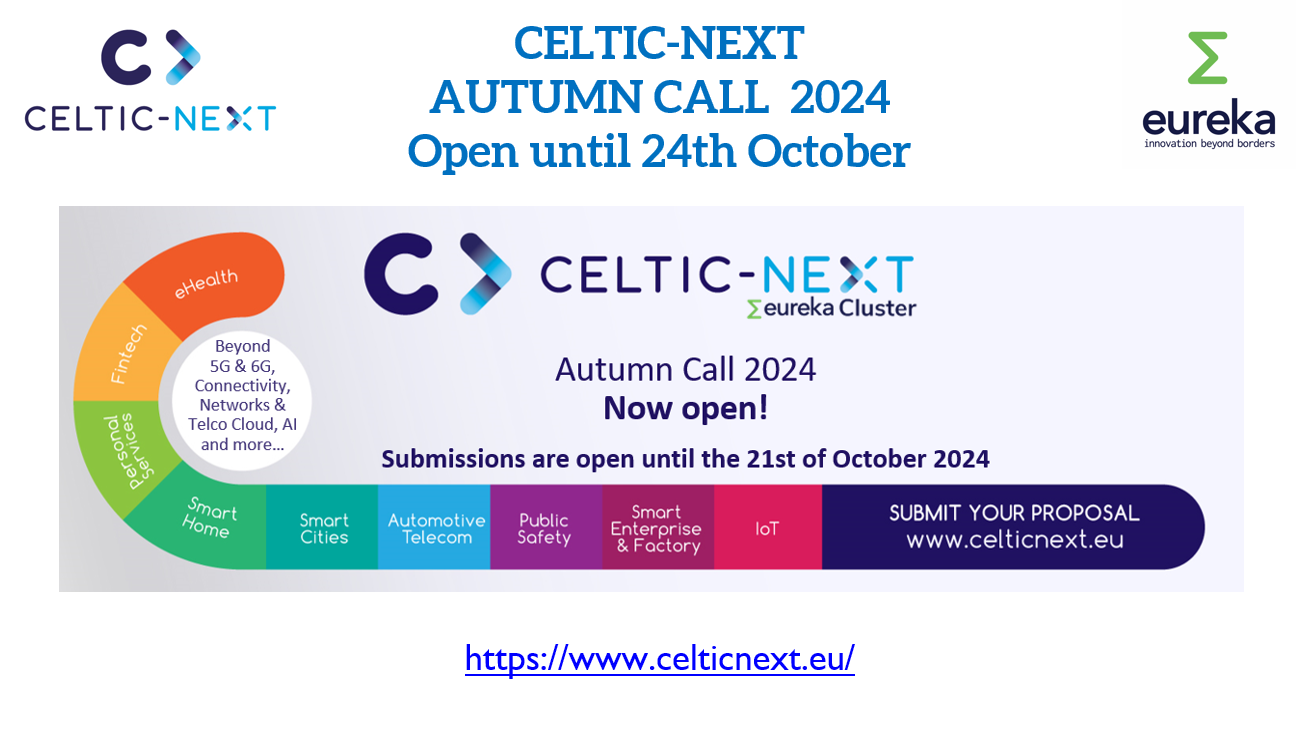 CELTIC-NEXT
CELTIC-NEXT
AUTUMN CALL 2024
Open until 24th October
eureka
innovation beyond borders
eHealth
Fintech
Personal
Services
Smart
Home
Beyond
5G & 6G,
Connectivity,
Networks &
Telco Cloud, AI
and more...
CELTIC-NEXT
eureka Cluster
Autumn Call 2024
Now open!
Submissions are open until the 21st of October 2024
Smart
Cities
Automotive
Telecom
Public
Safety
Smart
Enterprise
& Factory
IoT
SUBMIT YOUR PROPOSAL
www.celticnext.eu
https://www.celticnext.eu/